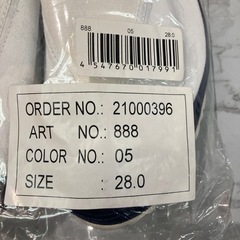 888 05 28.0
4 547670 017991
ORDER NO.: 21000396
ART NO.: 888
COLOR NO.: 05
SIZE : 28.0